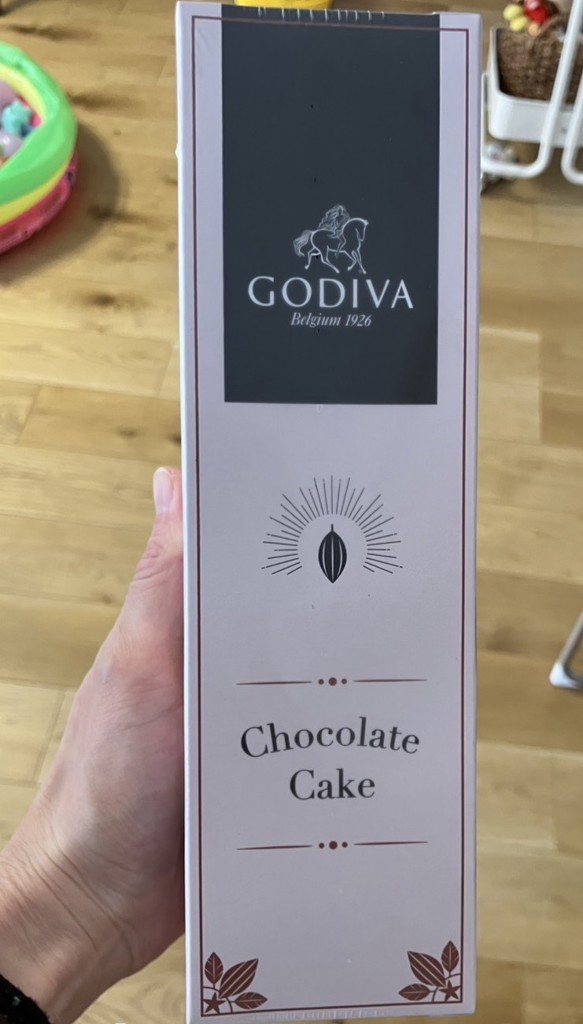 GODIVA
Belgium 1926
Chocolate
Cake